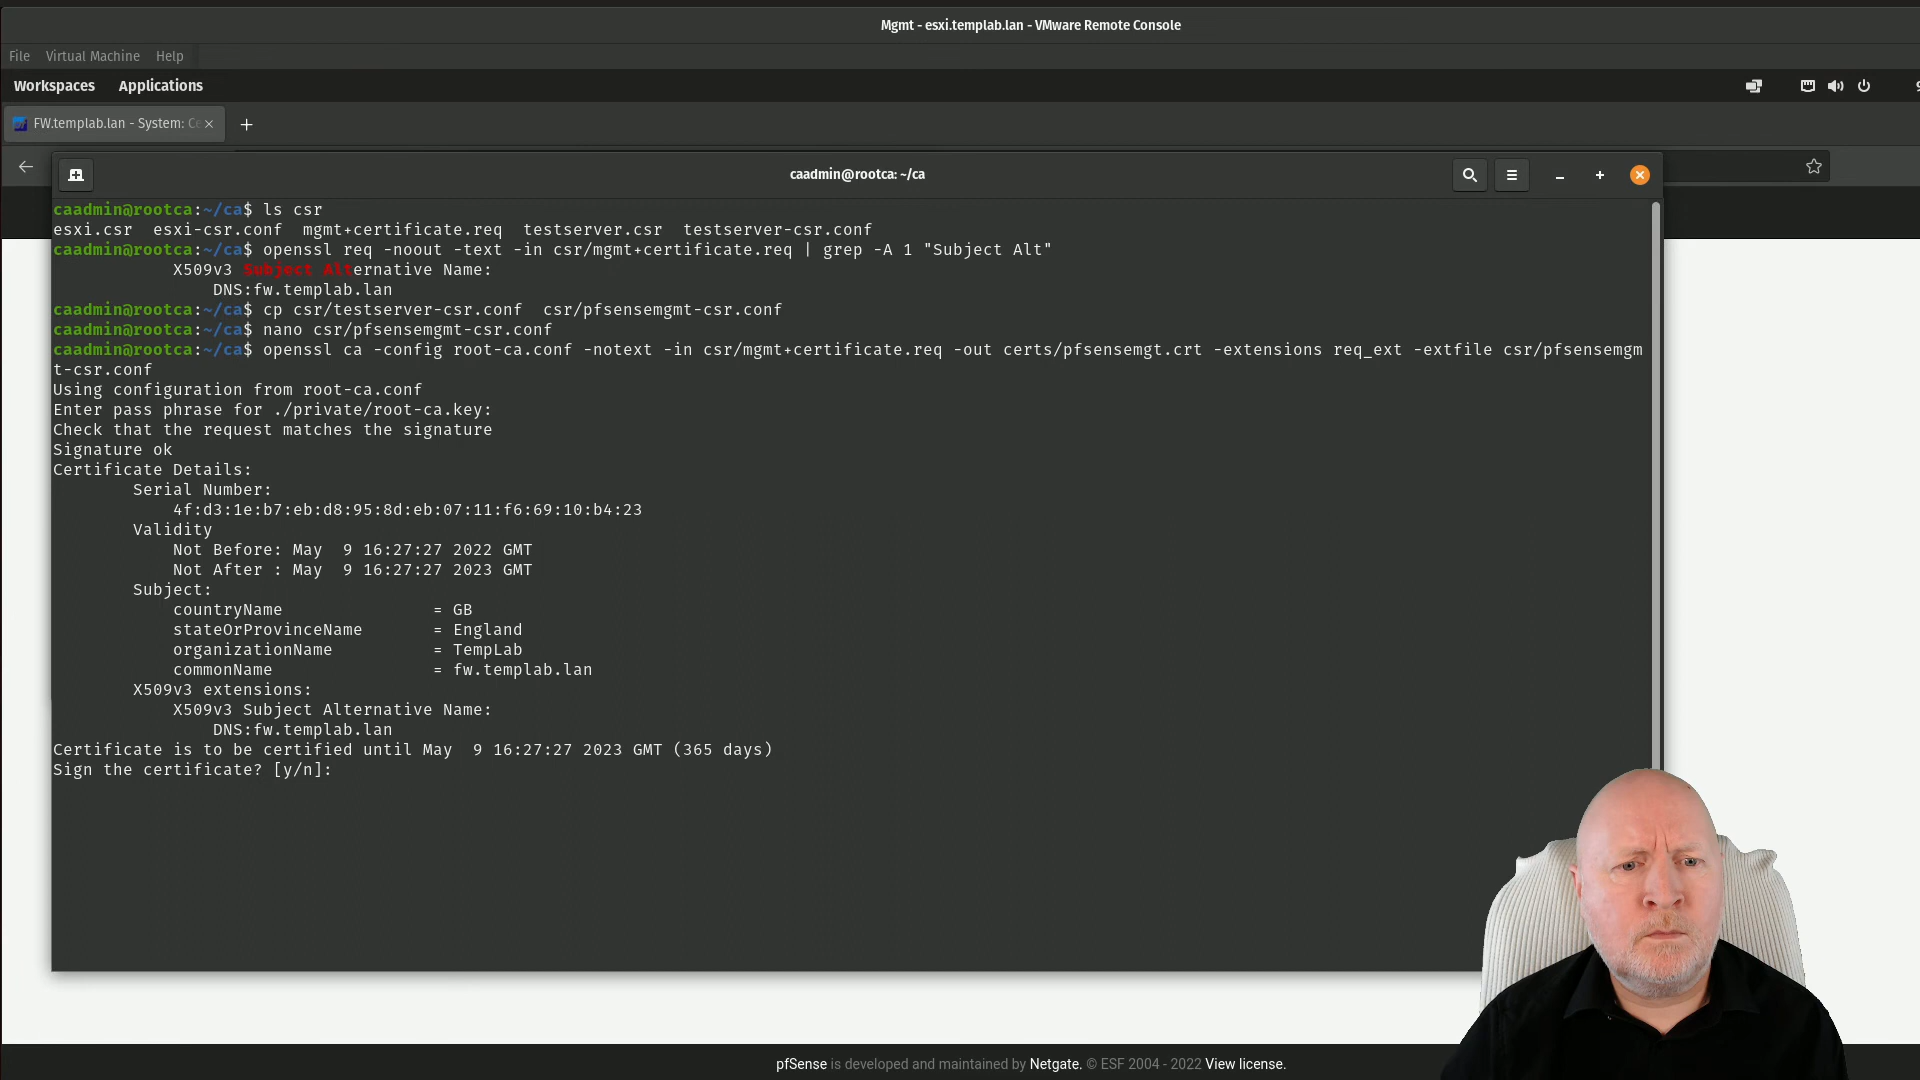 Mgmt - esxi.templab.lan - VMware Remote Console
File Virtual Machine Help
Workspaces Applications
FW.templab.lan - System: Ce
caadmin@rootca: ~/ca
caadmin@rootca:~/ca$ ls csr
esxi.csr  esxi-csr.conf  mgmt+certificate.req  testserver.csr  testserver-csr.conf
caadmin@rootca:~/ca$ openssl req -noout -text -in csr/mgmt+certificate.req | grep -A 1 "Subject Alt"
            X509v3 Subject Alternative Name:
                DNS:fw.templab.lan
caadmin@rootca:~/ca$ cp csr/testserver-csr.conf  csr/pfsensemgmt-csr.conf
caadmin@rootca:~/ca$ nano csr/pfsensemgmt-csr.conf
caadmin@rootca:~/ca$ openssl ca -config root-ca.conf -notext -in csr/mgmt+certificate.req -out certs/pfsensemgt.crt -extensions req_ext -extfile csr/pfsensemgm
t-csr.conf
Using configuration from root-ca.conf
Enter pass phrase for ./private/root-ca.key:
Check that the request matches the signature
Signature ok
Certificate Details:
        Serial Number:
            4f:d3:1e:b7:eb:d8:95:8d:eb:07:11:f6:69:10:b4:23
        Validity
            Not Before: May  9 16:27:27 2022 GMT
            Not After : May  9 16:27:27 2023 GMT
        Subject:
            countryName               = GB
            stateOrProvinceName       = England
            organizationName          = TempLab
            commonName                = fw.templab.lan
        X509v3 extensions:
            X509v3 Subject Alternative Name:
                DNS:fw.templab.lan
Certificate is to be certified until May  9 16:27:27 2023 GMT (365 days)
Sign the certificate? [y/n]:
pfSense is developed and maintained by Netgate. © ESF 2004 - 2022 View license.